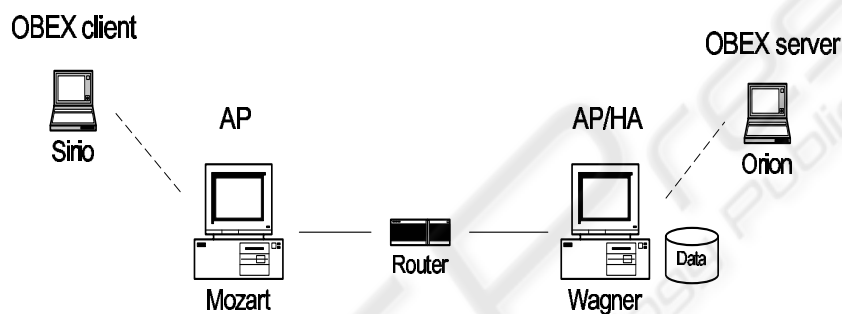 OBEX client
OBEX server
AP
AP/HA
Sirio
Orion
Router
Data
Mozart
Wagner